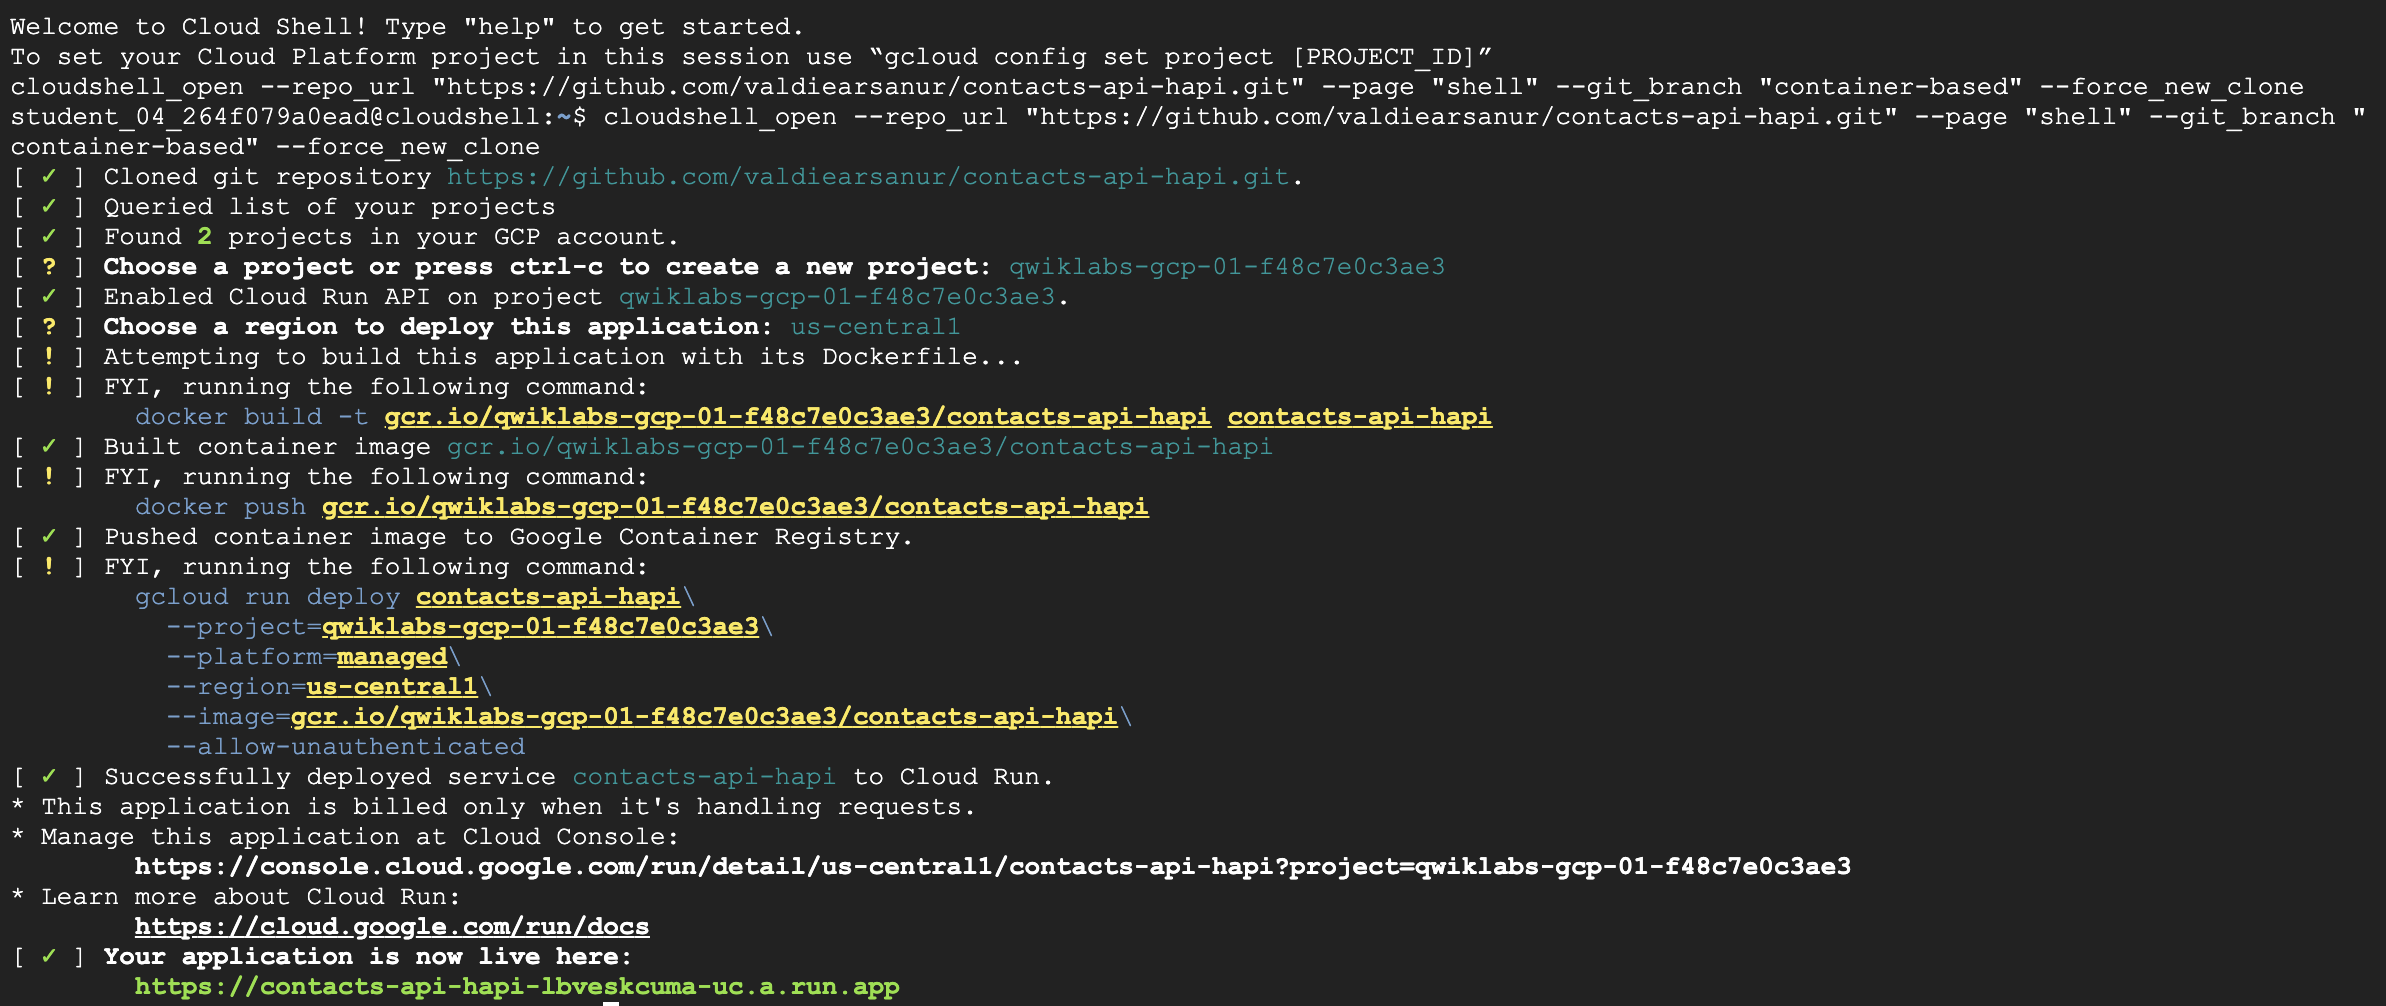 Welcome to Cloud Shell! Type "help" to get started.
To set your Cloud Platform project in this session use “gcloud config set project [PROJECT_ID]”
cloudshell_open --repo_url "https://github.com/valdiearsanur/contacts-api-hapi.git" --page "shell" --git_branch "container-based" --force_new_clone
student_04_264f079a0ead@cloudshell:~$ cloudshell_open --repo_url "https://github.com/valdiearsanur/contacts-api-hapi.git" --page "shell" --git_branch "
container-based" --force_new_clone
[ ✓ ] Cloned git repository https://github.com/valdiearsanur/contacts-api-hapi.git.
[ ✓ ] Queried list of your projects
[ ✓ ] Found 2 projects in your GCP account.
[ ? ] Choose a project or press ctrl-c to create a new project: qwiklabs-gcp-01-f48c7e0c3ae3
[ ✓ ] Enabled Cloud Run API on project qwiklabs-gcp-01-f48c7e0c3ae3.
[ ? ] Choose a region to deploy this application: us-central1
[ ! ] Attempting to build this application with its Dockerfile...
[ ! ] FYI, running the following command:
docker build -t gcr.io/qwiklabs-gcp-01-f48c7e0c3ae3/contacts-api-hapi contacts-api-hapi
[ ✓ ] Built container image gcr.io/qwiklabs-gcp-01-f48c7e0c3ae3/contacts-api-hapi
[ ! ] FYI, running the following command:
docker push gcr.io/qwiklabs-gcp-01-f48c7e0c3ae3/contacts-api-hapi
[ ✓ ] Pushed container image to Google Container Registry.
[ ! ] FYI, running the following command:
gcloud run deploy contacts-api-hapi\
--project=qwiklabs-gcp-01-f48c7e0c3ae3\
--platform=managed\
--region=us-central1\
--image=gcr.io/qwiklabs-gcp-01-f48c7e0c3ae3/contacts-api-hapi\
--allow-unauthenticated
[ ✓ ] Successfully deployed service contacts-api-hapi to Cloud Run.
* This application is billed only when it's handling requests.
* Manage this application at Cloud Console:
https://console.cloud.google.com/run/detail/us-central1/contacts-api-hapi?project=qwiklabs-gcp-01-f48c7e0c3ae3
* Learn more about Cloud Run:
https://cloud.google.com/run/docs
[ ✓ ] Your application is now live here:
https://contacts-api-hapi-lbveskcuma-uc.a.run.app